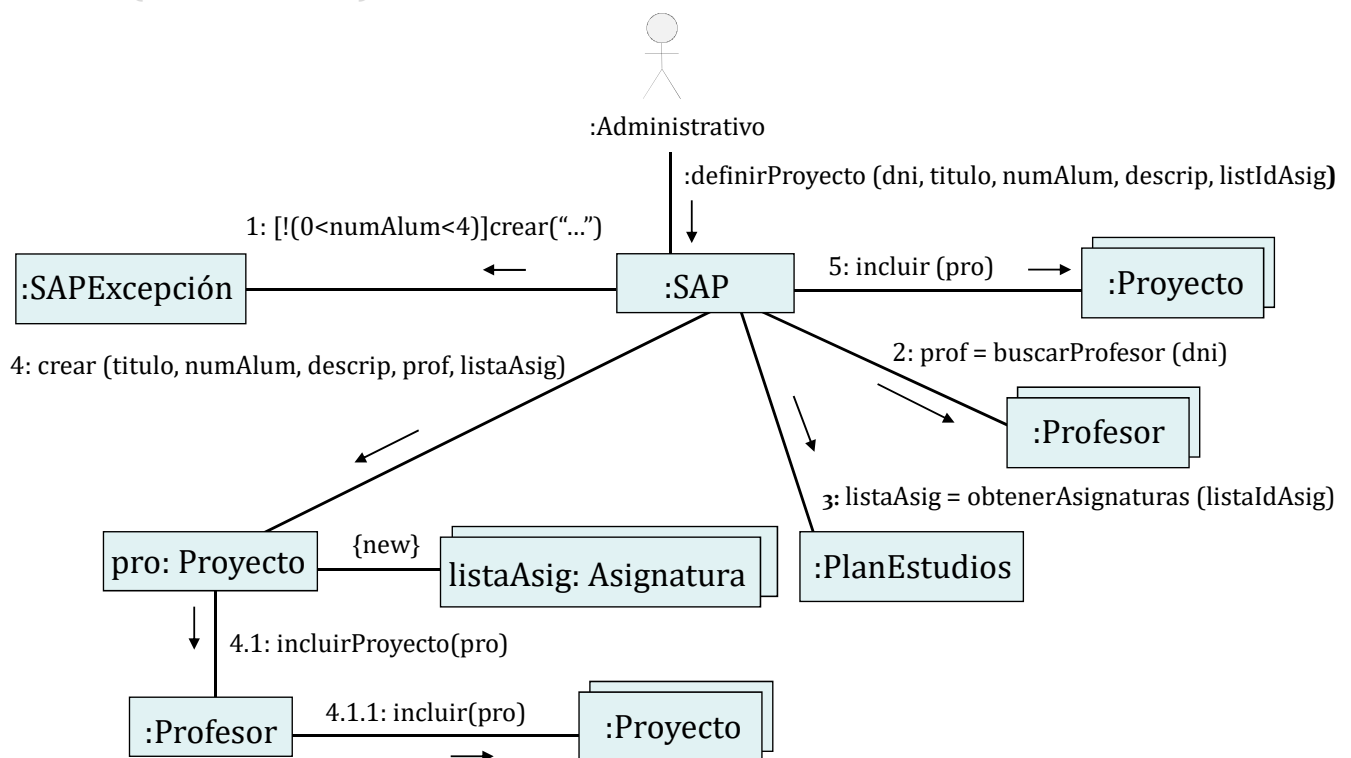 :Administrativo
:definirProyecto (dni, titulo, numAlum, descrip, listIdAsig)
1: [!(0<numAlum<4)]crear(“...”)
:SAPExcepción
:SAP
5: incluir (pro)
:Proyecto
4: crear (titulo, numAlum, descrip, prof, listaAsig)
2: prof = buscarProfesor (dni)
:Profesor
3: listaAsig = obtenerAsignaturas (listaIdAsig)
pro: Proyecto
{new}
listaAsig: Asignatura
:PlanEstudios
4.1: incluirProyecto(pro)
:Profesor
4.1.1: incluir(pro)
:Proyecto